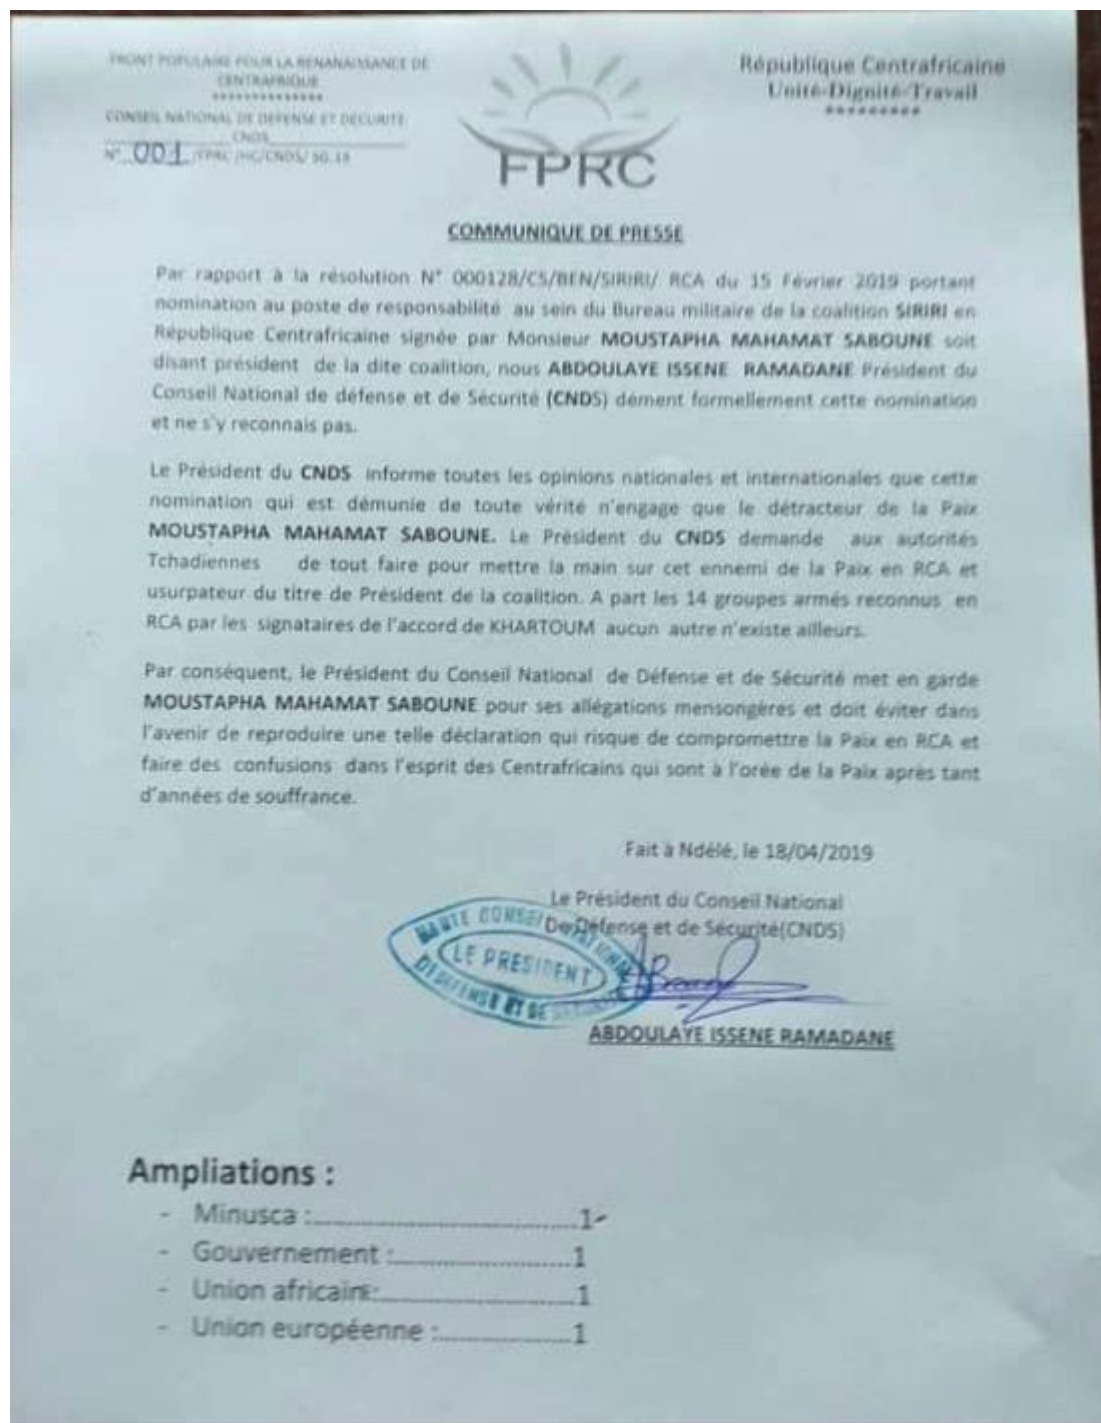 FRONT POPULAIRE POUR LA RENANAISSANCE DE
CENTRAFRIQUE
**************
CONSEIL NATIONAL DE DEFENSE ET DECURITE
CNDS
N° 001 /FPRC /HC/CNDS/ SG.19
FPRC
République Centrafricaine
Unité-Dignité-Travail
*********
COMMUNIQUE DE PRESSE
Par rapport à la résolution N° 000128/CS/BEN/SIRIRI/ RCA du 15 Février 2019 portant
nomination au poste de responsabilité au sein du Bureau militaire de la coalition SIRIRI en
République Centrafricaine signée par Monsieur MOUSTAPHA MAHAMAT SABOUNE soit
disant président de la dite coalition, nous ABDOULAYE ISSENE RAMADANE Président du
Conseil National de défense et de Sécurité (CNDS) dément formellement cette nomination
et ne s'y reconnais pas.
Le Président du CNDS informe toutes les opinions nationales et internationales que cette
nomination qui est démunie de toute vérité n'engage que le détracteur de la Paix
MOUSTAPHA MAHAMAT SABOUNE. Le Président du CNDS demande aux autorités
Tchadiennes de tout faire pour mettre la main sur cet ennemi de la Paix en RCA et
usurpateur du titre de Président de la coalition. A part les 14 groupes armés reconnus en
RCA par les signataires de l'accord de KHARTOUM aucun autre n'existe ailleurs.
Par conséquent, le Président du Conseil National de Défense et de Sécurité met en garde
MOUSTAPHA MAHAMAT SABOUNE pour ses allégations mensongères et doit éviter dans
l'avenir de reproduire une telle déclaration qui risque de compromettre la Paix en RCA et
faire des confusions dans l'esprit des Centrafricains qui sont à l'orée de la Paix après tant
d'années de souffrance.
Fait à Ndélé, le 18/04/2019
Le Président du Conseil National
De Défense et de Sécurité(CNDS)
HAUTE CONSEIL NATIONAL
LE PRESIDENT
DE DEFENSE ET DE
ABDOULAYE ISSENE RAMADANE
Ampliations :
- Minusca :..............................1-
- Gouvernement :....................1
- Union africaine:......................1
- Union européenne :...............1